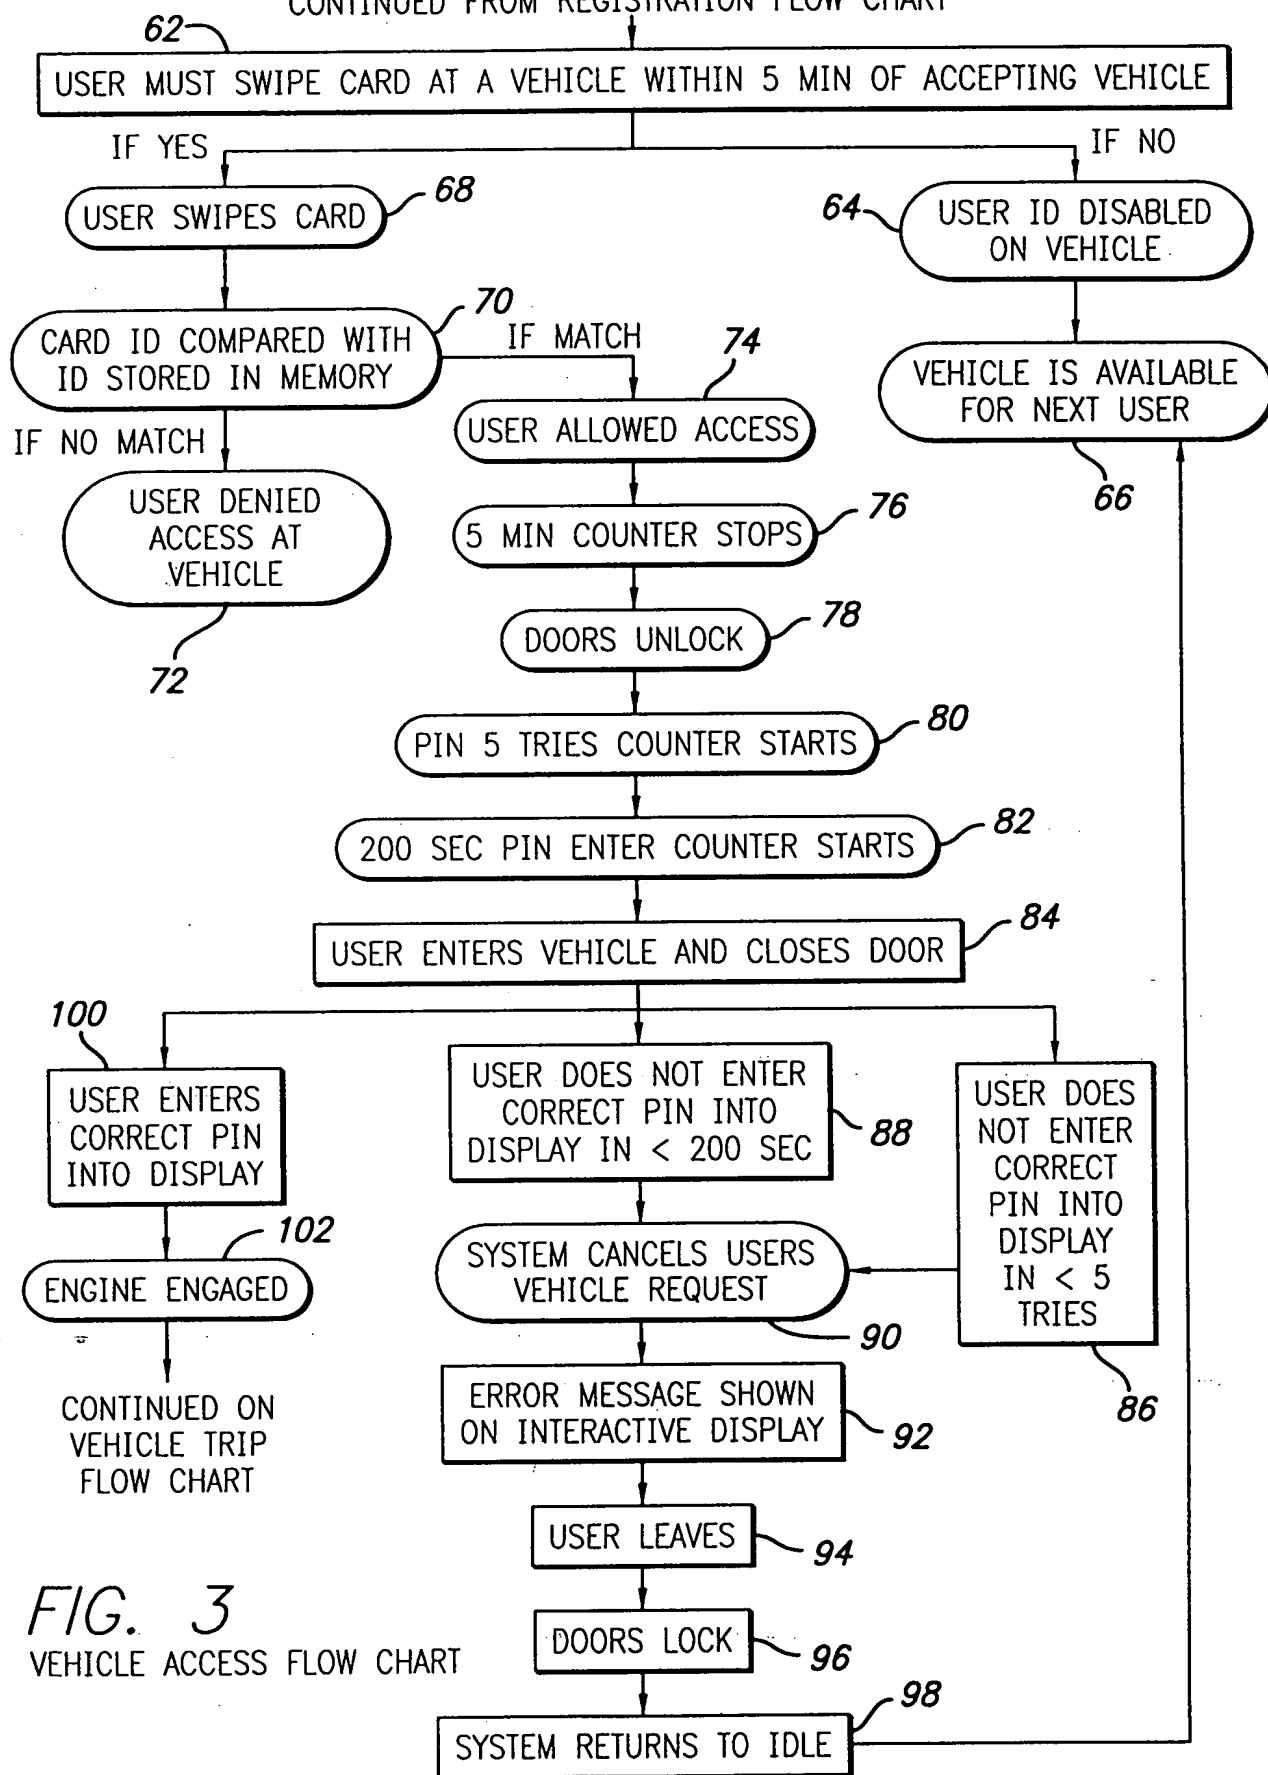 CONTINUED FROM REGISTRATION FLOW CHART
62
USER MUST SWIPE CARD AT A VEHICLE WITHIN 5 MIN OF ACCEPTING VEHICLE
IF YES
IF NO
USER SWIPES CARD
68
64
USER ID DISABLED
ON VEHICLE
CARD ID COMPARED WITH
ID STORED IN MEMORY
70
IF MATCH
74
VEHICLE IS AVAILABLE
FOR NEXT USER
66
IF NO MATCH
USER ALLOWED ACCESS
USER DENIED
ACCESS AT
VEHICLE
72
5 MIN COUNTER STOPS
76
DOORS UNLOCK
78
PIN 5 TRIES COUNTER STARTS
80
200 SEC PIN ENTER COUNTER STARTS
82
USER ENTERS VEHICLE AND CLOSES DOOR
84
100
USER ENTERS
CORRECT PIN
INTO DISPLAY
USER DOES NOT ENTER
CORRECT PIN INTO
DISPLAY IN < 200 SEC
88
USER DOES
NOT ENTER
CORRECT
PIN INTO
DISPLAY
IN < 5
TRIES
86
102
ENGINE ENGAGED
SYSTEM CANCELS USERS
VEHICLE REQUEST
90
CONTINUED ON
VEHICLE TRIP
FLOW CHART
ERROR MESSAGE SHOWN
ON INTERACTIVE DISPLAY
92
USER LEAVES
94
DOORS LOCK
96
SYSTEM RETURNS TO IDLE
98
FIG. 3
VEHICLE ACCESS FLOW CHART